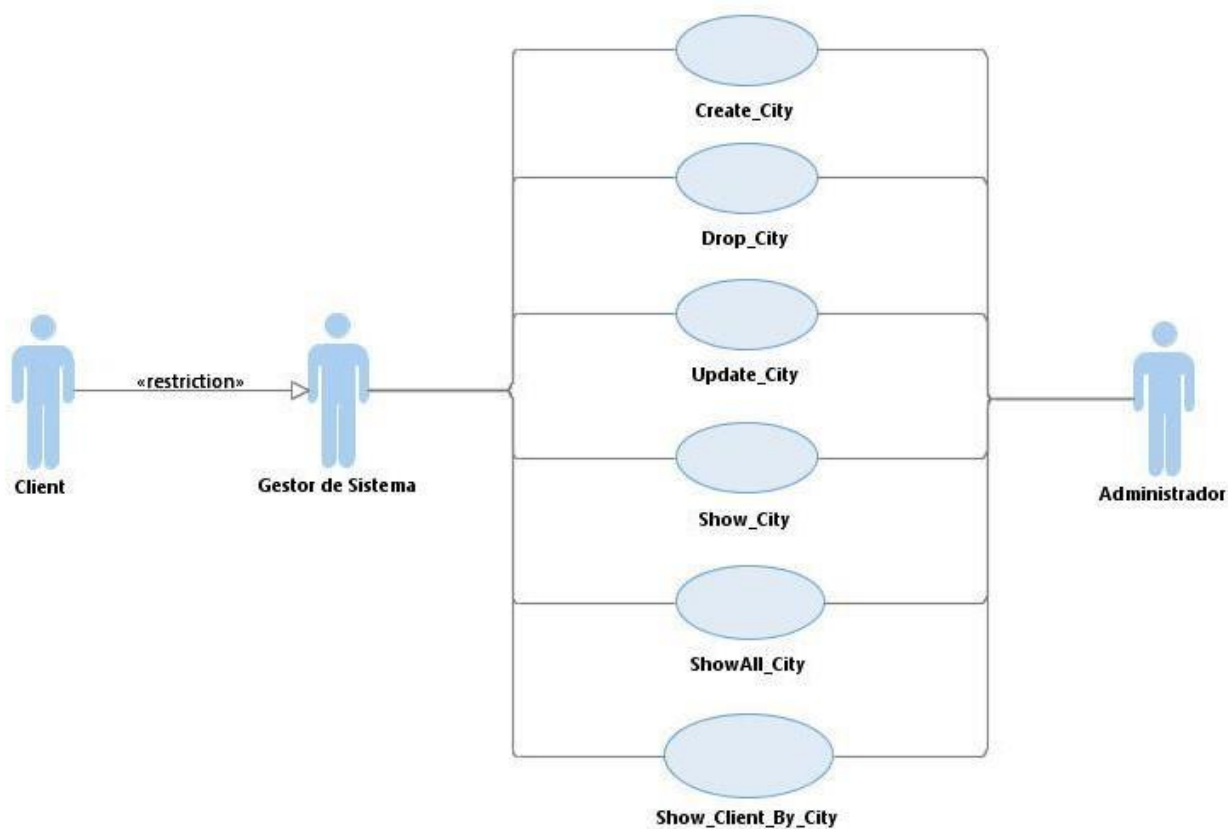 Create_City
Drop_City
Update_City
«restriction»
Client
Gestor de Sistema
Administrador
Show_City
ShowAll_City
Show_Client_By_City